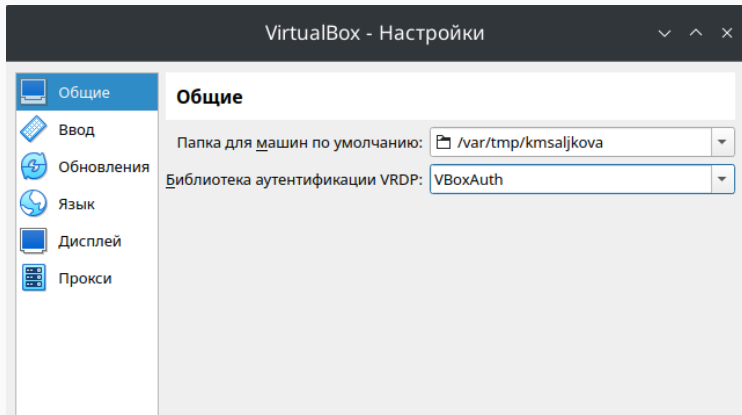 VirtualBox - Настройки
Общие
Ввод
Обновления
Язык
Дисплей
Прокси
Общие
Папка для машин по умолчанию: /var/tmp/kmsaljkova
Библиотека аутентификации VRDP: VBoxAuth